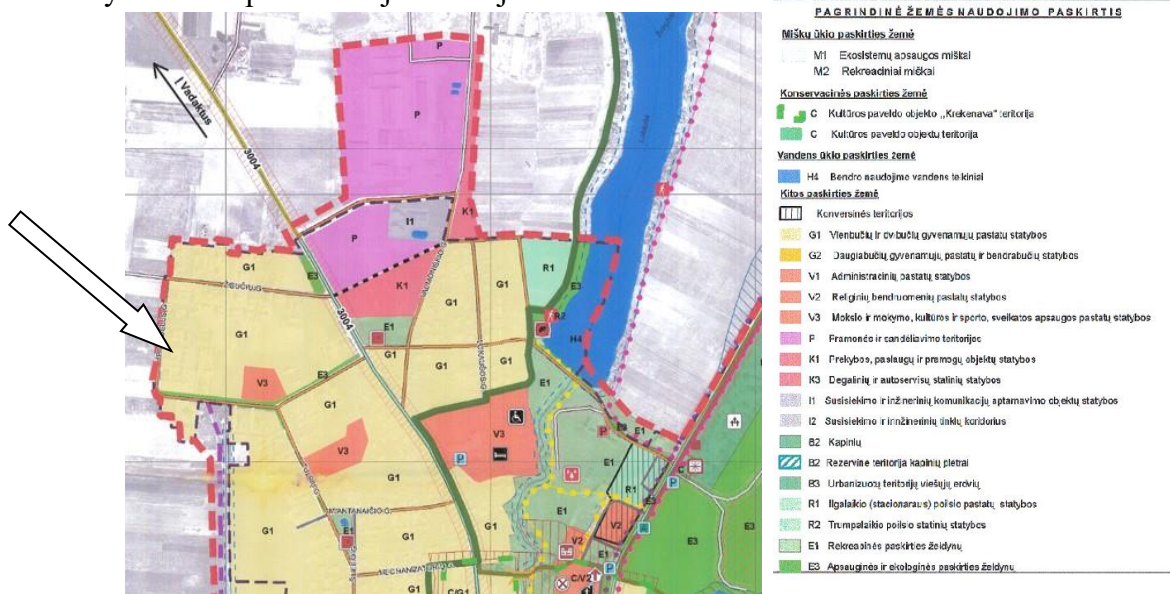 Į Vadaktus
3004
P
P
P
I1
K1
G1
E3
K1
R1
E3
G1
G1
G1
E1
R2
G1
3004
H4
G1
G1
G1
E1
V3
E3
G1
V3
V3
E1
E1
R1
G1
V2
E1
E3
E3
G1
E1
G1
G1
V2
E1
C/V2
C/G1
G1
PAGRINDINĖ ŽEMĖS NAUDOJIMO PASKIRTIS
Miškų ūkio paskirties žemė
M1 Ekosistemų apsaugos miškai
M2 Rekreaciniai miškai
Konservacinės paskirties žemė
C Kultūros paveldo objekto „Krekenava" teritorija
C Kultūros paveldo objektų teritorija
Vandens ūkio paskirties žemė
H4 Bendro naudojimo vandens telkiniai
Kitos paskirties žemė
Konversinės teritorijos
G1 Vienbučių ir dvibučių gyvenamųjų pastatų statybos
G2 Daugiabučių gyvenamųjų pastatų ir bendrabučių statybos
V1 Administracinių pastatų statybos
V2 Religinių bendruomenių pastatų statybos
V3 Mokslo ir mokymo, kultūros ir sporto, sveikatos apsaugos pastatų statybos
P Pramonės ir sandėliavimo teritorijos
K1 Prekybos, paslaugų ir pramogų objektų statybos
K3 Degalinių ir autoservisų statinių statybos
I1 Susisiekimo ir inžinerinių komunikacijų aptarnavimo objektų statybos
I2 Susisiekimo ir innžinerinių tinklų koridorius
B2 Kapinių
B2 Rezervinė teritorija kapinių plėtrai
B3 Urbanizuotų teritorijų viešųjų erdvių
R1 Ilgalaikio (stacionaraus) poilsio pastatų statybos
R2 Trumpalaikio poilsio statinių statybos
E1 Rekreacinės paskirties želdynų
E3 Apsauginės ir ekologinės paskirties želdynų